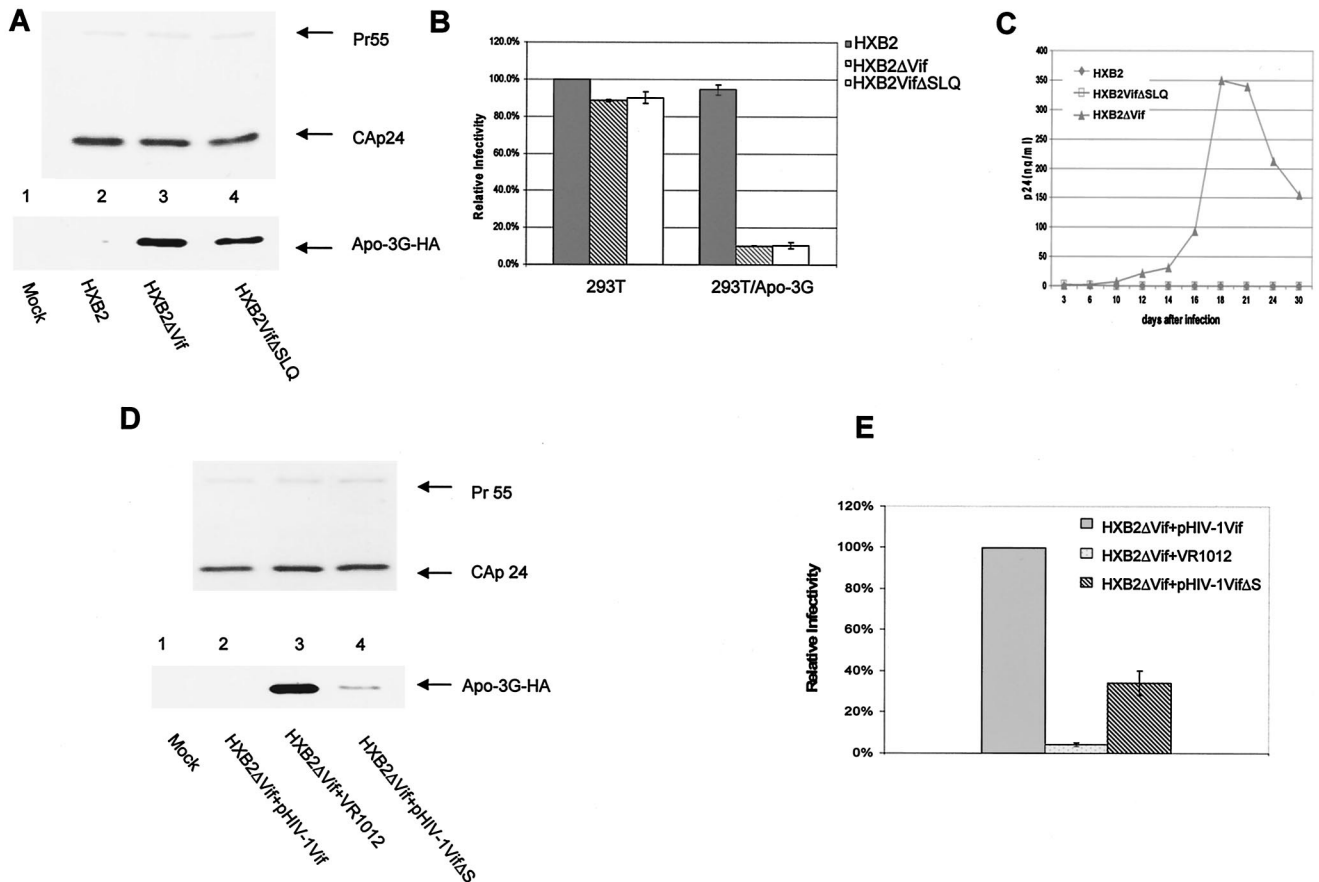 A
Pr55
CAp24
1 2 3 4
Apo-3G-HA
Mock
HXB2
HXB2ΔVif
HXB2VifΔSLQ
B
120.0%
100.0%
80.0%
60.0%
40.0%
20.0%
0.0%
Relative Infectivity
293T
293T/Apo-3G
HXB2
HXB2ΔVif
HXB2VifΔSLQ
C
400
350
300
250
200
150
100
50
0
p24(ng/ml)
HXB2
HXB2VifΔSLQ
HXB2ΔVif
3 6 10 12 14 16 18 21 24 30
days after infection
D
Pr 55
CAp 24
1 2 3 4
Apo-3G-HA
Mock
HXB2ΔVif+pHIV-1Vif
HXB2ΔVif+VR1012
HXB2ΔVif+pHIV-1VifΔS
E
120%
100%
80%
60%
40%
20%
0%
Relative Infectivity
HXB2ΔVif+pHIV-1Vif
HXB2ΔVif+VR1012
HXB2ΔVif+pHIV-1VifΔS